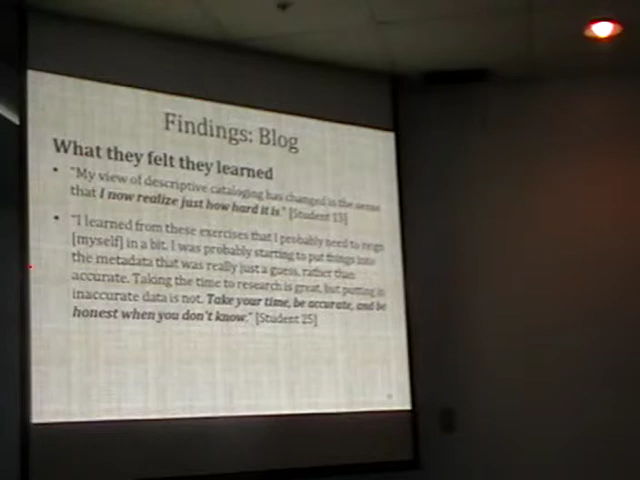 Findings: Blog
What they felt they learned
• "My view of descriptive cataloging has changed in the sense
that I now realize just how hard it is." [Student 13]
• "I learned from these exercises that I probably need to reign
[myself] in a bit. I was probably starting to put things into
the metadata that was really just a guess, rather than
accurate. Taking the time to research is great, but putting in
inaccurate data is not. Take your time, be accurate, and be
honest when you don't know." [Student 25]